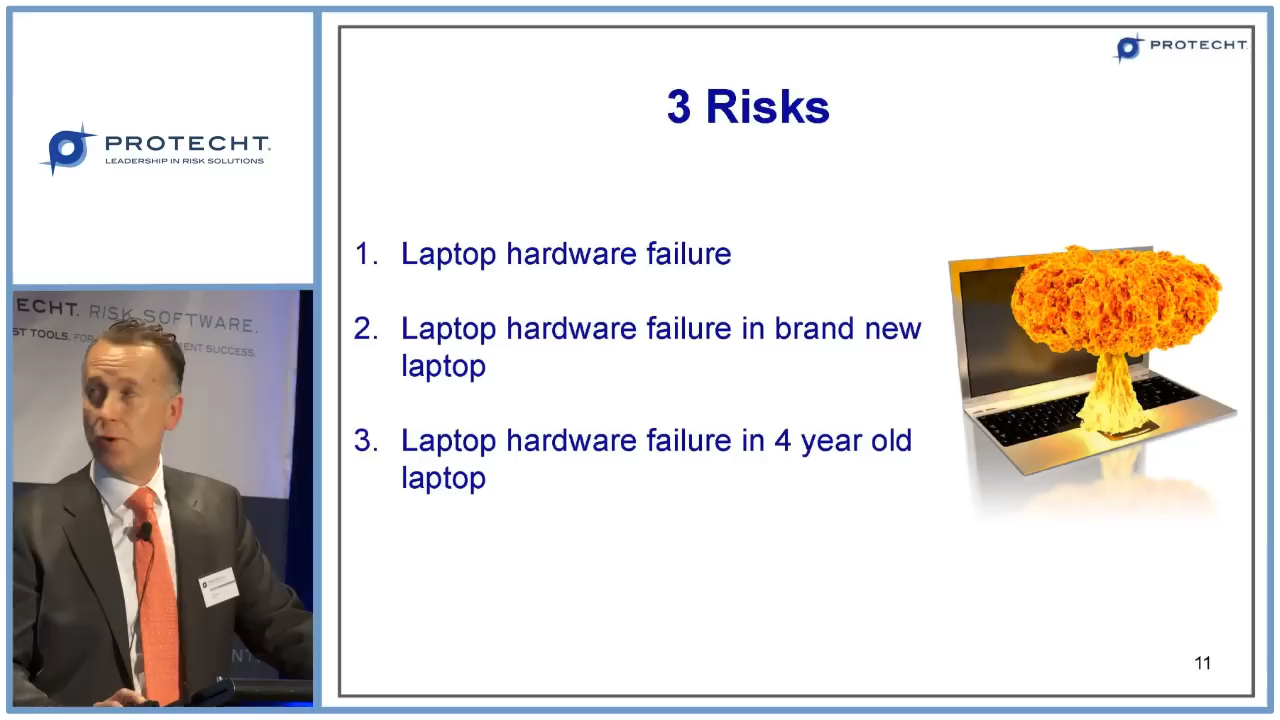 PROTECHT.
LEADERSHIP IN RISK SOLUTIONS
ECHT. RISK SOFTWARE.
ST TOOLS. FOR
ENT SUCCESS.
NT.
PROTECHT.
3 Risks
1. Laptop hardware failure
2. Laptop hardware failure in brand new
laptop
3. Laptop hardware failure in 4 year old
laptop
11